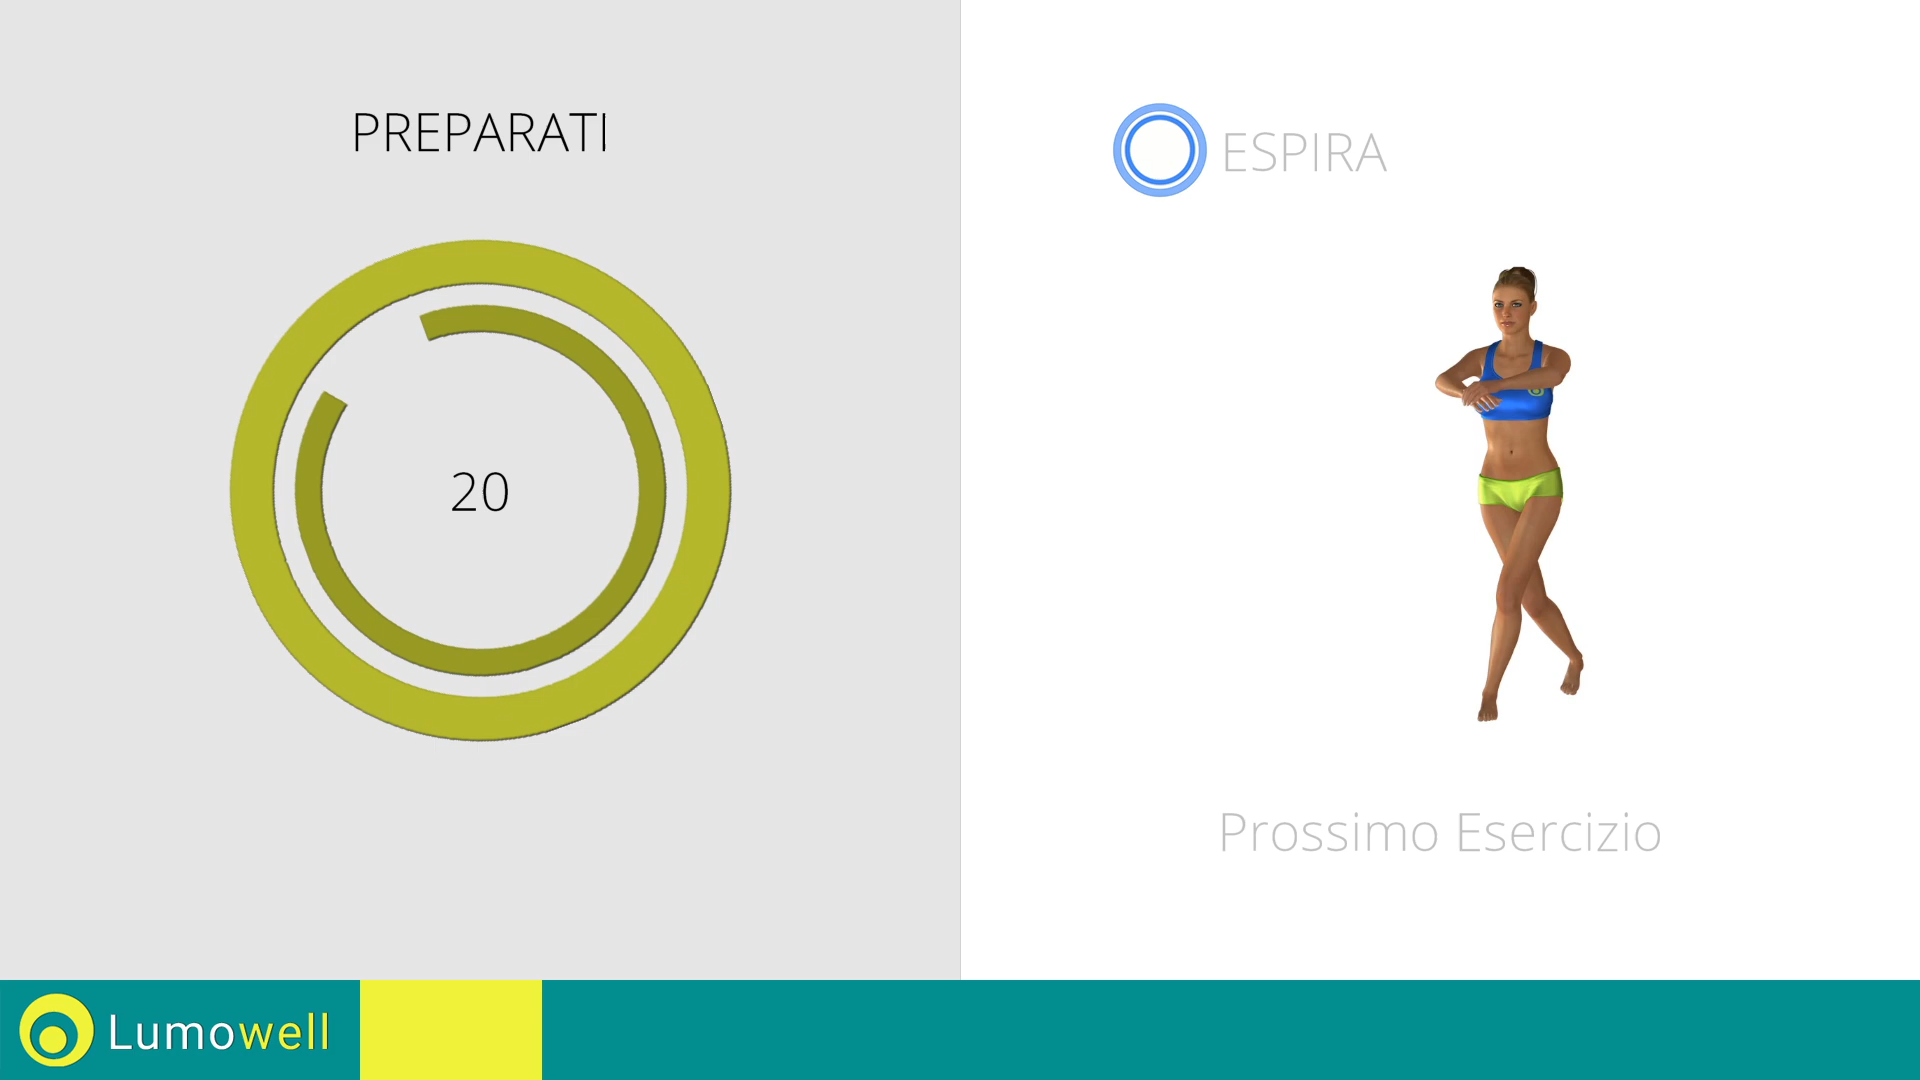 PREPARATI
20
ESPIRA
Prossimo Esercizio
Lumowell